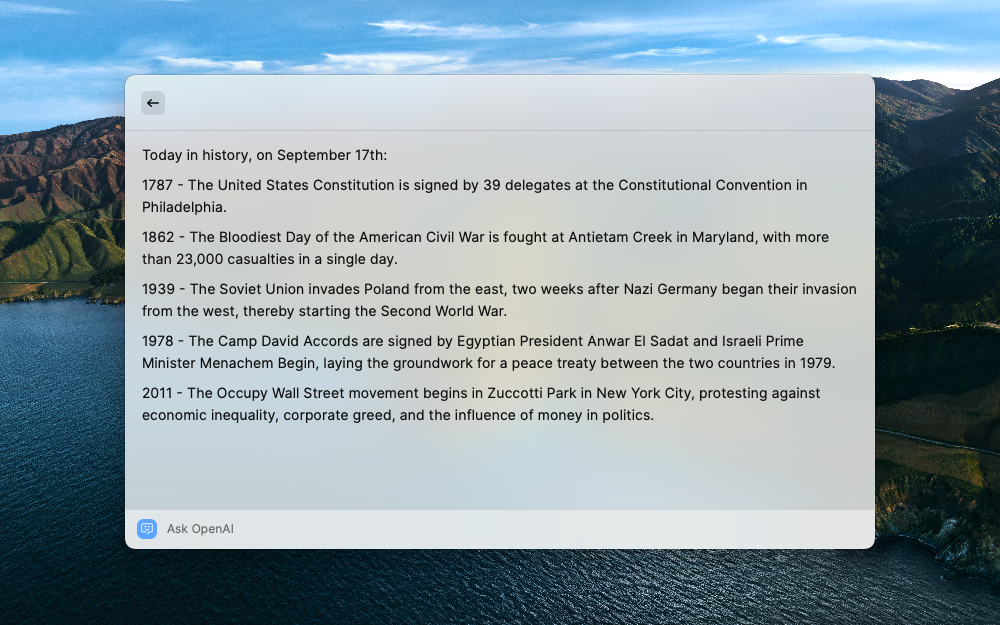 Today in history, on September 17th:
1787 - The United States Constitution is signed by 39 delegates at the Constitutional Convention in
Philadelphia.
1862 - The Bloodiest Day of the American Civil War is fought at Antietam Creek in Maryland, with more
than 23,000 casualties in a single day.
1939 - The Soviet Union invades Poland from the east, two weeks after Nazi Germany began their invasion
from the west, thereby starting the Second World War.
1978 - The Camp David Accords are signed by Egyptian President Anwar El Sadat and Israeli Prime
Minister Menachem Begin, laying the groundwork for a peace treaty between the two countries in 1979.
2011 - The Occupy Wall Street movement begins in Zuccotti Park in New York City, protesting against
economic inequality, corporate greed, and the influence of money in politics.
Ask OpenAI